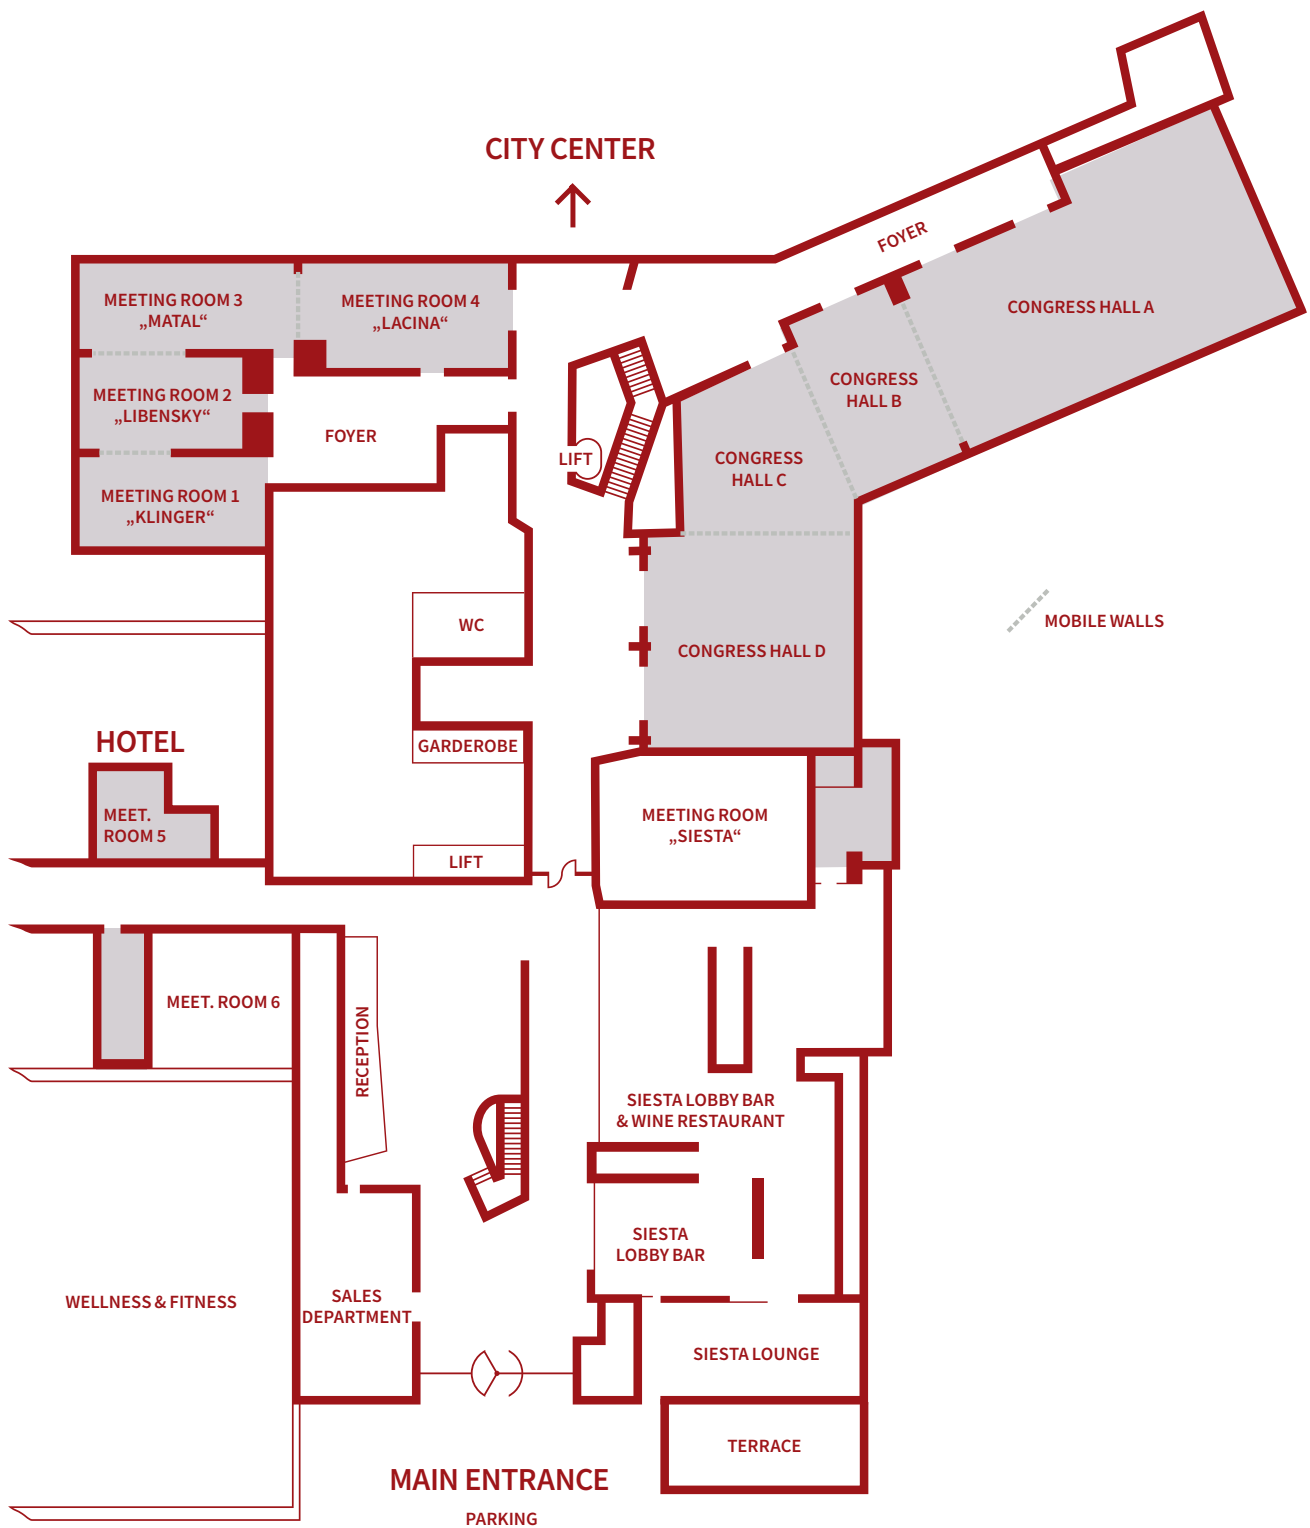 CITY CENTER
FOYER
MEETING ROOM 3
„MATAL“
MEETING ROOM 4
„LACINA“
CONGRESS HALL A
MEETING ROOM 2
„LIBENSKY“
CONGRESS
HALL B
FOYER
LIFT
CONGRESS
HALL C
MEETING ROOM 1
„KLINGER“
WC
MOBILE WALLS
CONGRESS HALL D
HOTEL
GARDEROBE
MEET.
ROOM 5
MEETING ROOM
„SIESTA“
LIFT
MEET. ROOM 6
RECEPTION
SIESTA LOBBY BAR
& WINE RESTAURANT
SIESTA
LOBBY BAR
WELLNESS & FITNESS
SALES
DEPARTMENT
SIESTA LOUNGE
TERRACE
MAIN ENTRANCE
PARKING